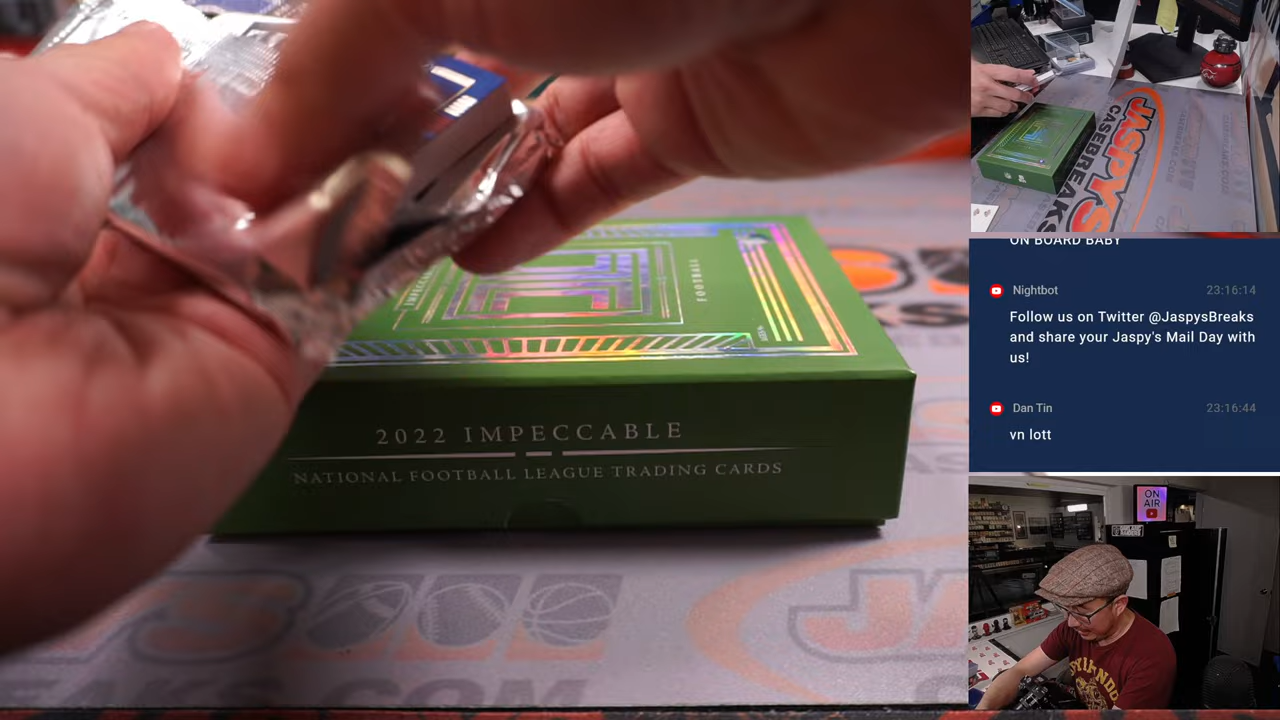 IMPECCABLE
FOOTBALL
2022 IMPECCABLE
NATIONAL FOOTBALL LEAGUE TRADING CARDS
JASPYS
CASEBREAKS
ON BOARD BABY
Nightbot 23:16:14
Follow us on Twitter @JaspysBreaks
and share your Jaspy's Mail Day with
us!
Dan Tin 23:16:44
vn lott
ON
AIR